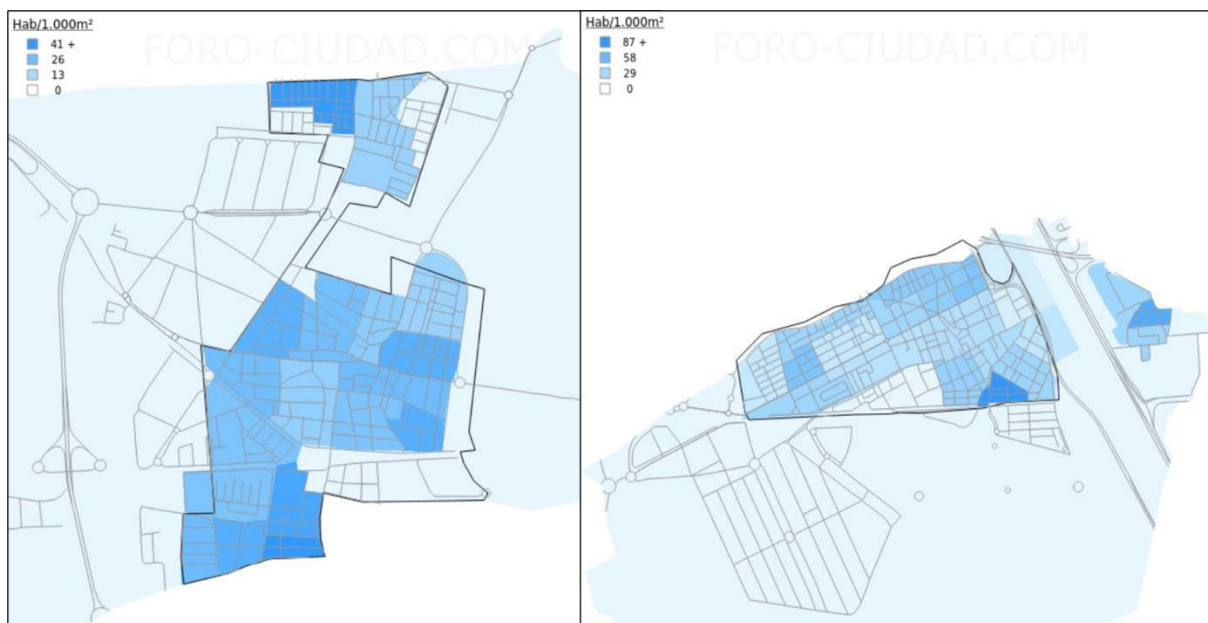 Hab/1.000m²
41 +
26
13
0
FORO-CIUDAD.COM
Hab/1.000m²
87 +
58
29
0
FORO-CIUDAD.COM